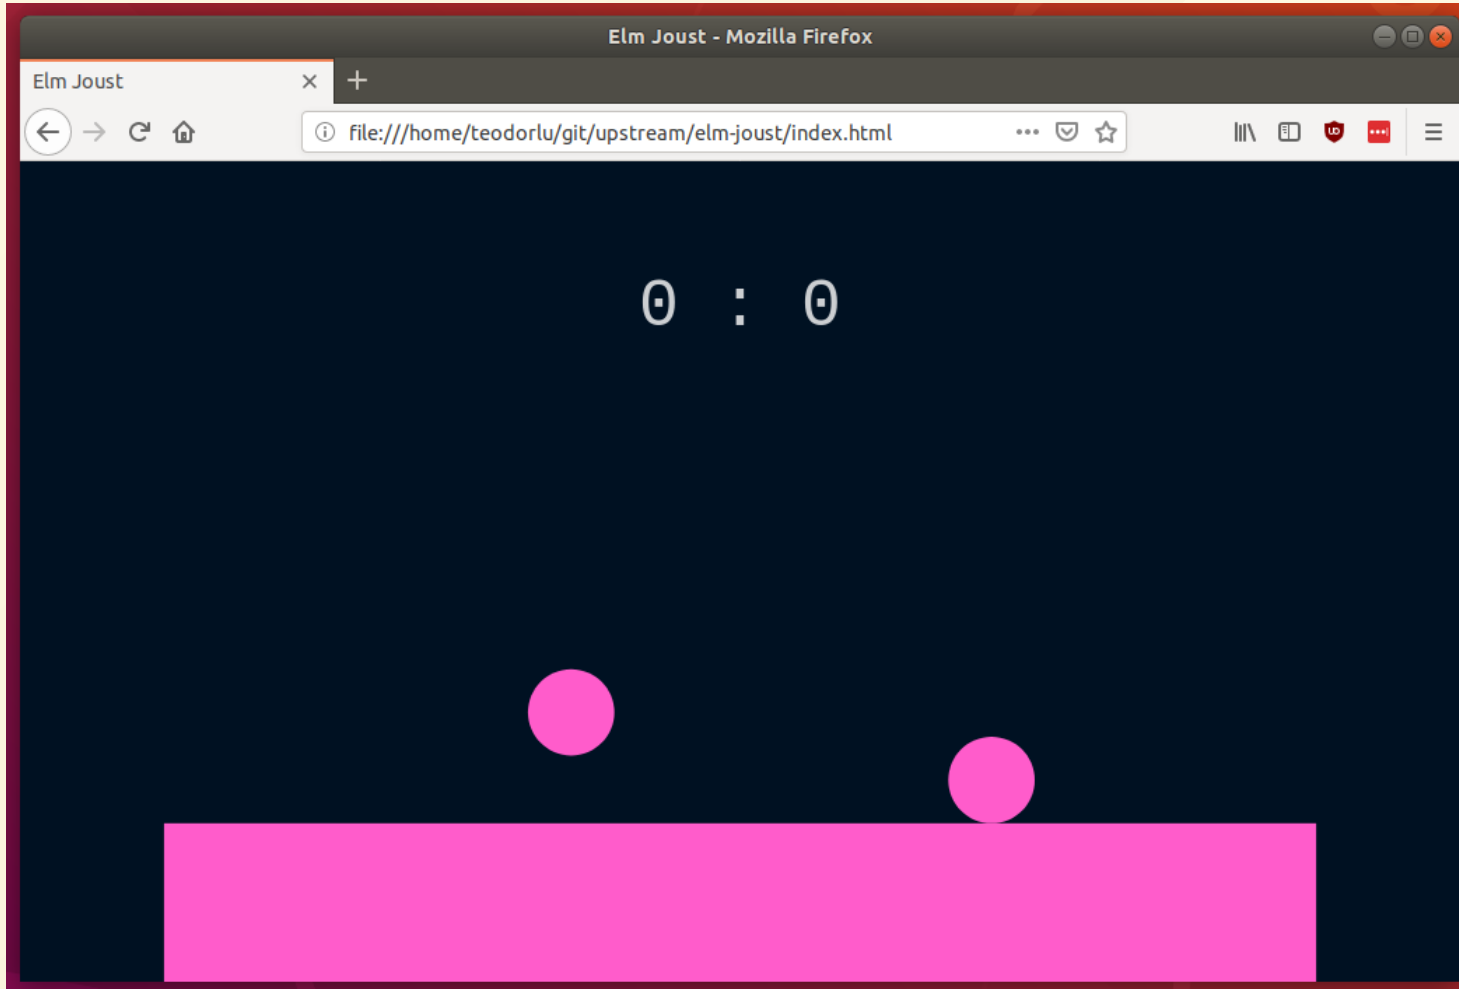 Elm Joust - Mozilla Firefox
Elm Joust
file:///home/teodorlu/git/upstream/elm-joust/index.html
0 : 0